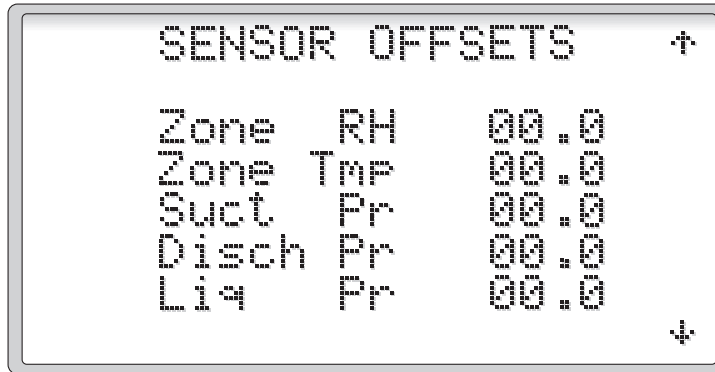 SENSOR OFFSETS ↑
Zone RH 00.0
Zone Tmp 00.0
Suct Pr 00.0
Disch Pr 00.0
Liq Pr 00.0
↓